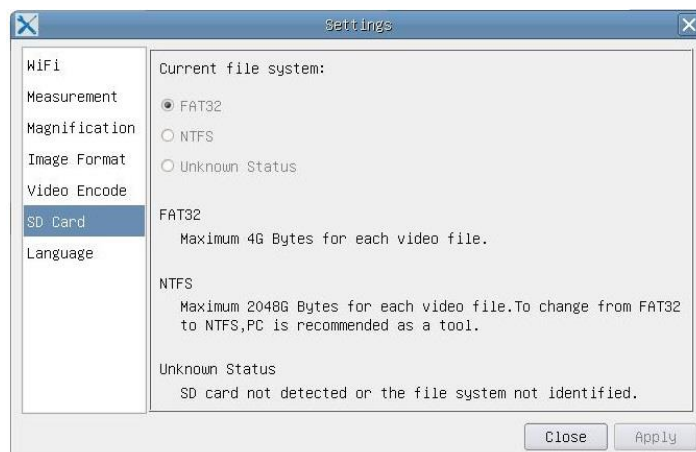 Settings
WiFi
Measurement
Magnification
Image Format
Video Encode
SD Card
Language
Current file system:
FAT32
NTFS
Unknown Status
FAT32
Maximum 4G Bytes for each video file.
NTFS
Maximum 2048G Bytes for each video file.To change from FAT32
to NTFS,PC is recommended as a tool.
Unknown Status
SD card not detected or the file system not identified.
Close
Apply